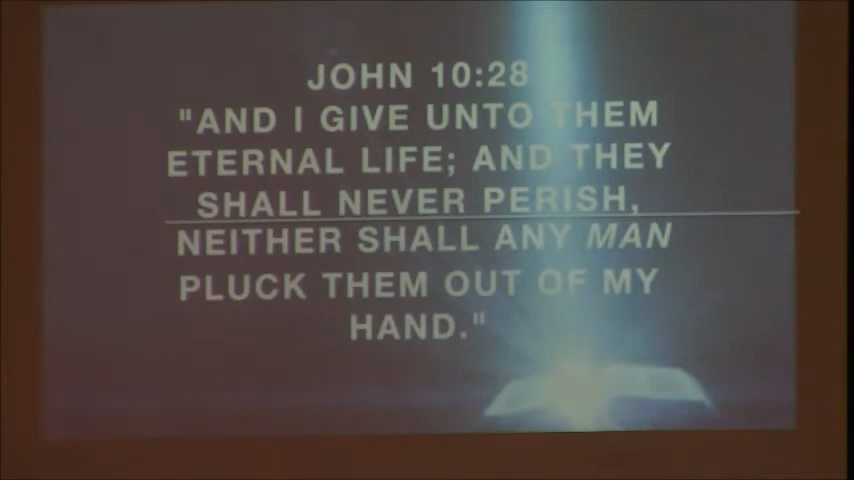 JOHN 10:28
"AND I GIVE UNTO THEM
ETERNAL LIFE; AND THEY
SHALL NEVER PERISH,
NEITHER SHALL ANY MAN
PLUCK THEM OUT OF MY
HAND."